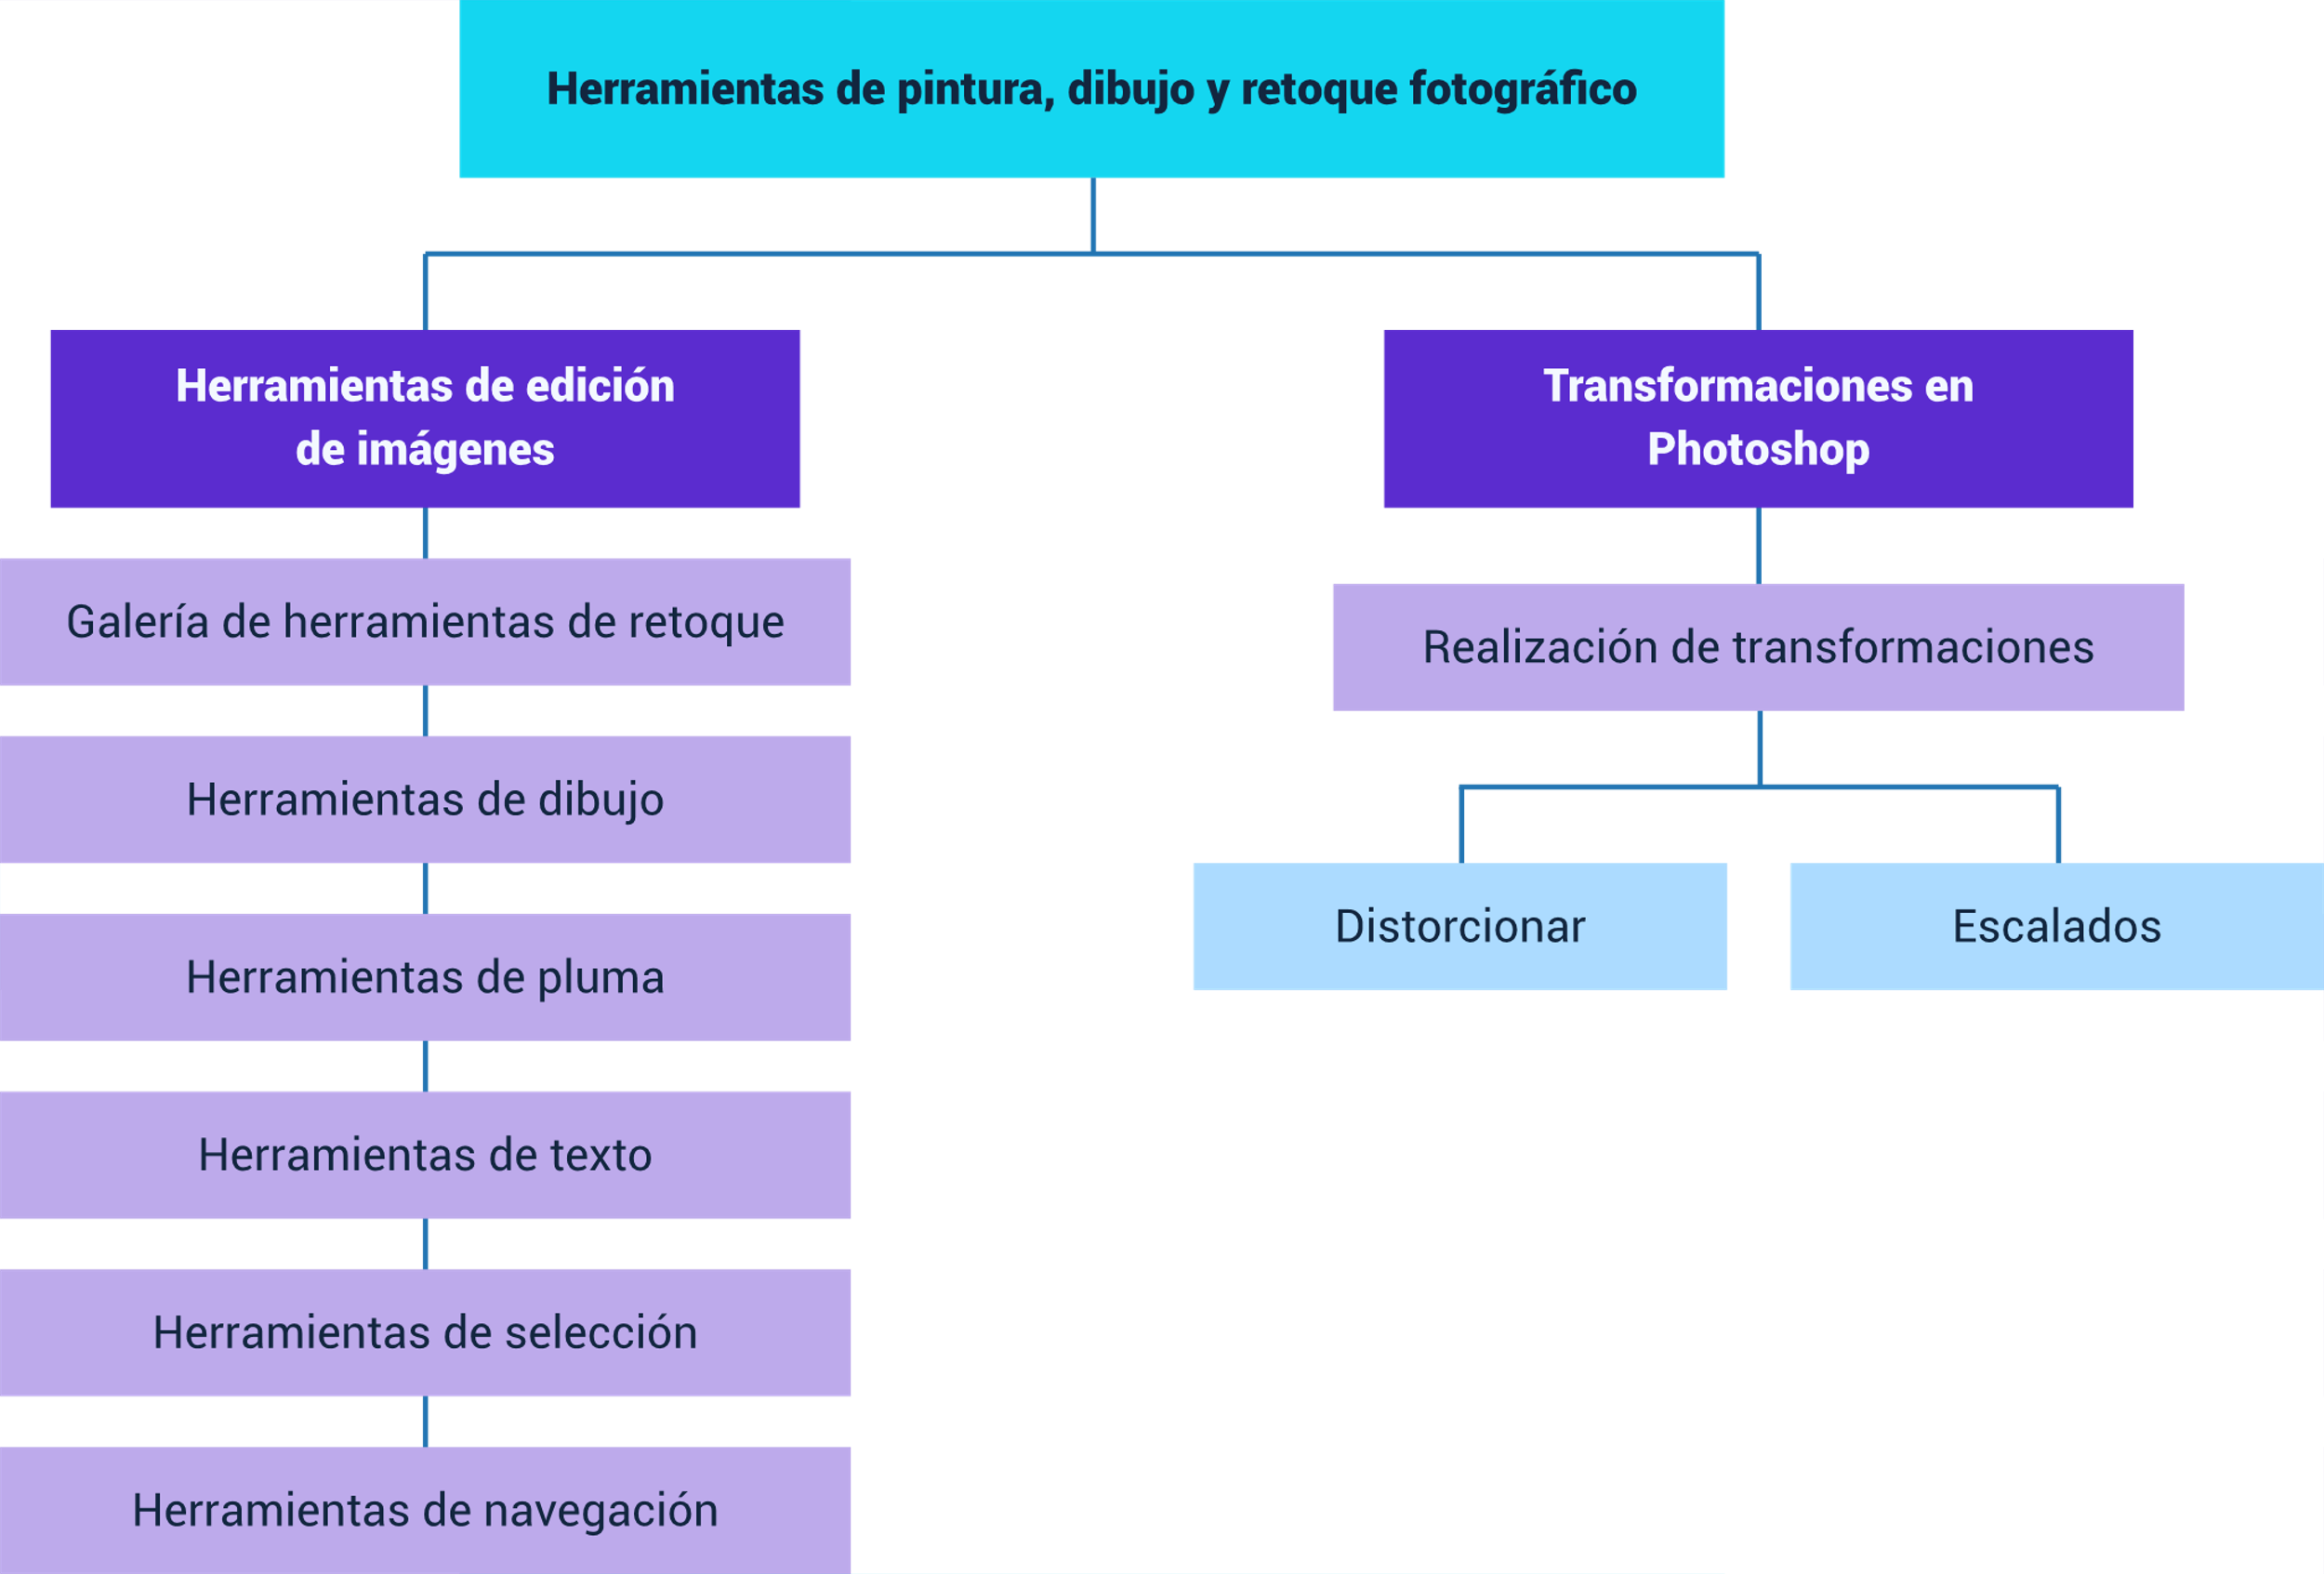 Herramientas de pintura, dibujo y retoque fotográfico
Herramientas de edición
de imágenes
Galería de herramientas de retoque
Herramientas de dibujo
Herramientas de pluma
Herramientas de texto
Herramientas de selección
Herramientas de navegación
Transformaciones en
Photoshop
Realización de transformaciones
Distorcionar
Escalados